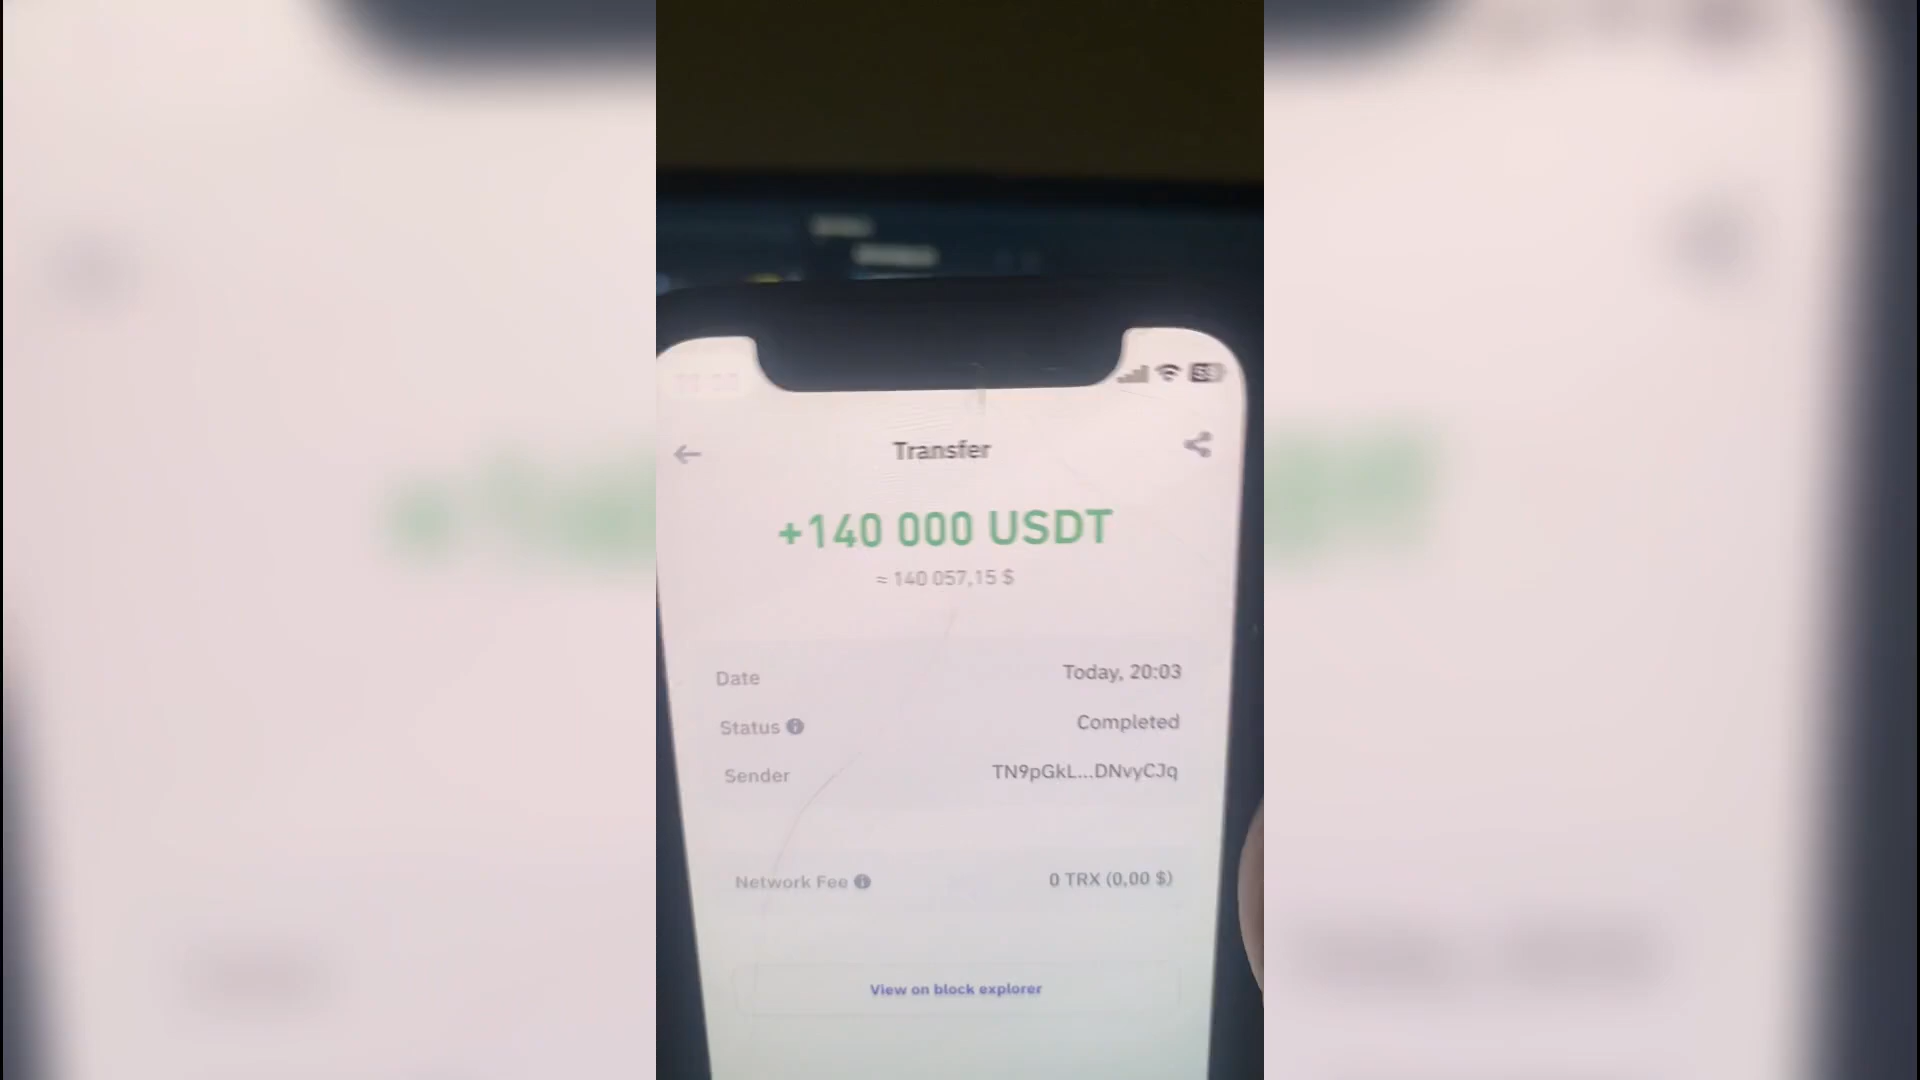 Transfer
+140 000 USDT
≈ 140 057,15 $
Date Today, 20:03
Status Completed
Sender TN9pGkL...DNvyCJq
Network Fee 0 TRX (0,00 $)
View on block explorer